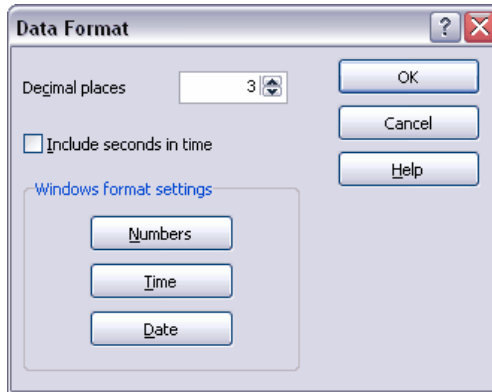 Data Format
Decimal places
3
OK
Cancel
Include seconds in time
Help
Windows format settings
Numbers
Time
Date